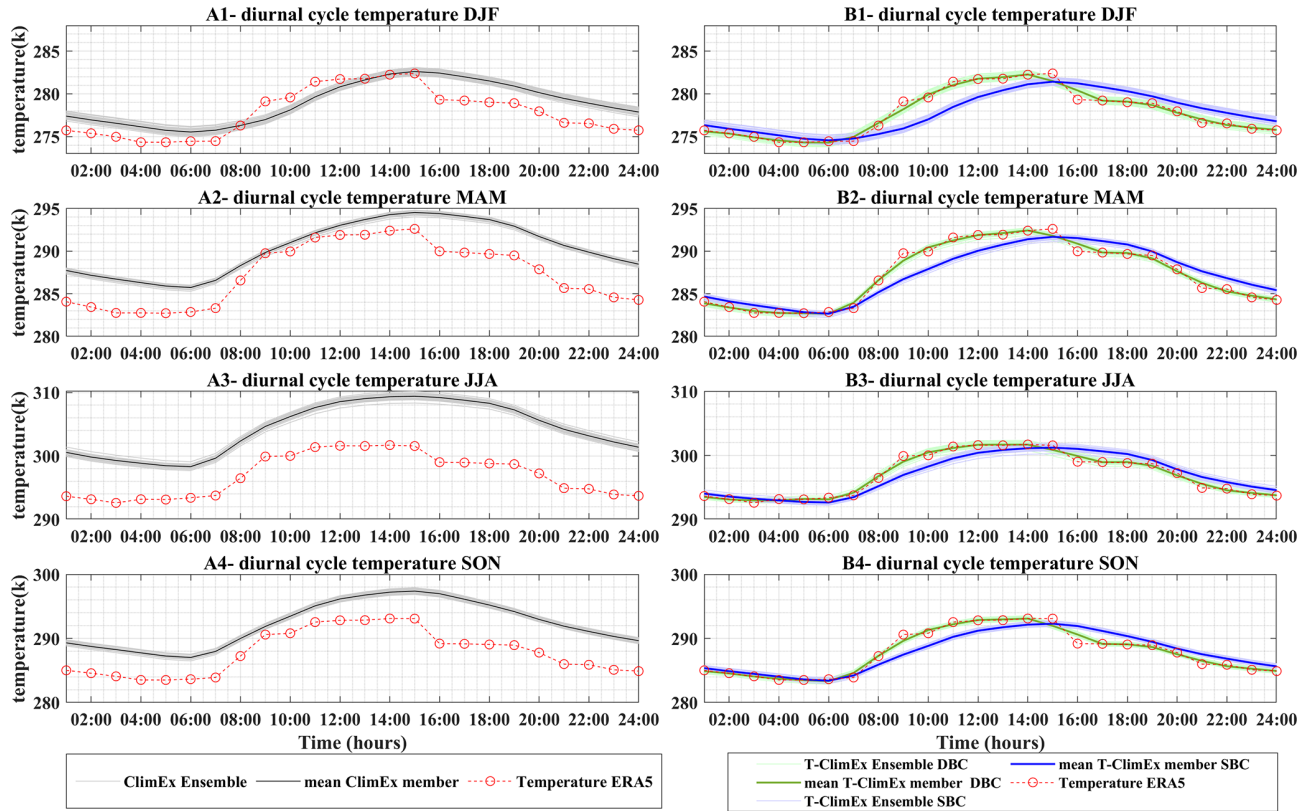 A1- diurnal cycle temperature DJF
temperature(k)
285
280
275
02:00 04:00 06:00 08:00 10:00 12:00 14:00 16:00 18:00 20:00 22:00 24:00
A2- diurnal cycle temperature MAM
temperature(k)
295
290
285
280
02:00 04:00 06:00 08:00 10:00 12:00 14:00 16:00 18:00 20:00 22:00 24:00
A3- diurnal cycle temperature JJA
temperature(k)
310
300
290
02:00 04:00 06:00 08:00 10:00 12:00 14:00 16:00 18:00 20:00 22:00 24:00
A4- diurnal cycle temperature SON
temperature(k)
300
290
280
02:00 04:00 06:00 08:00 10:00 12:00 14:00 16:00 18:00 20:00 22:00 24:00
Time (hours)
ClimEx Ensemble mean ClimEx member Temperature ERA5
B1- diurnal cycle temperature DJF
285
280
275
02:00 04:00 06:00 08:00 10:00 12:00 14:00 16:00 18:00 20:00 22:00 24:00
B2- diurnal cycle temperature MAM
295
290
285
280
02:00 04:00 06:00 08:00 10:00 12:00 14:00 16:00 18:00 20:00 22:00 24:00
B3- diurnal cycle temperature JJA
310
300
290
02:00 04:00 06:00 08:00 10:00 12:00 14:00 16:00 18:00 20:00 22:00 24:00
B4- diurnal cycle temperature SON
300
290
280
02:00 04:00 06:00 08:00 10:00 12:00 14:00 16:00 18:00 20:00 22:00 24:00
Time (hours)
T-ClimEx Ensemble DBC mean T-ClimEx member SBC
mean T-ClimEx member DBC Temperature ERA5
T-ClimEx Ensemble SBC